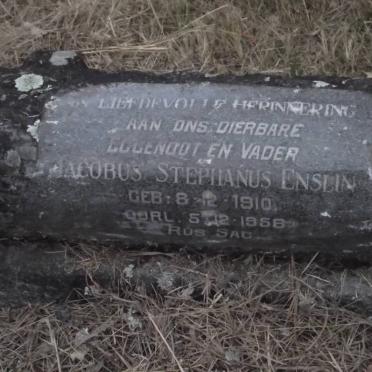 IN LIEFDEVOLLE HERINNERING
AAN ONS DIERBARE
EGGENOOT EN VADER
JACOBUS STEPHANUS ENSLIN
GEB: 8-12-1910
OORL. 5-12-1958
RUS SAG